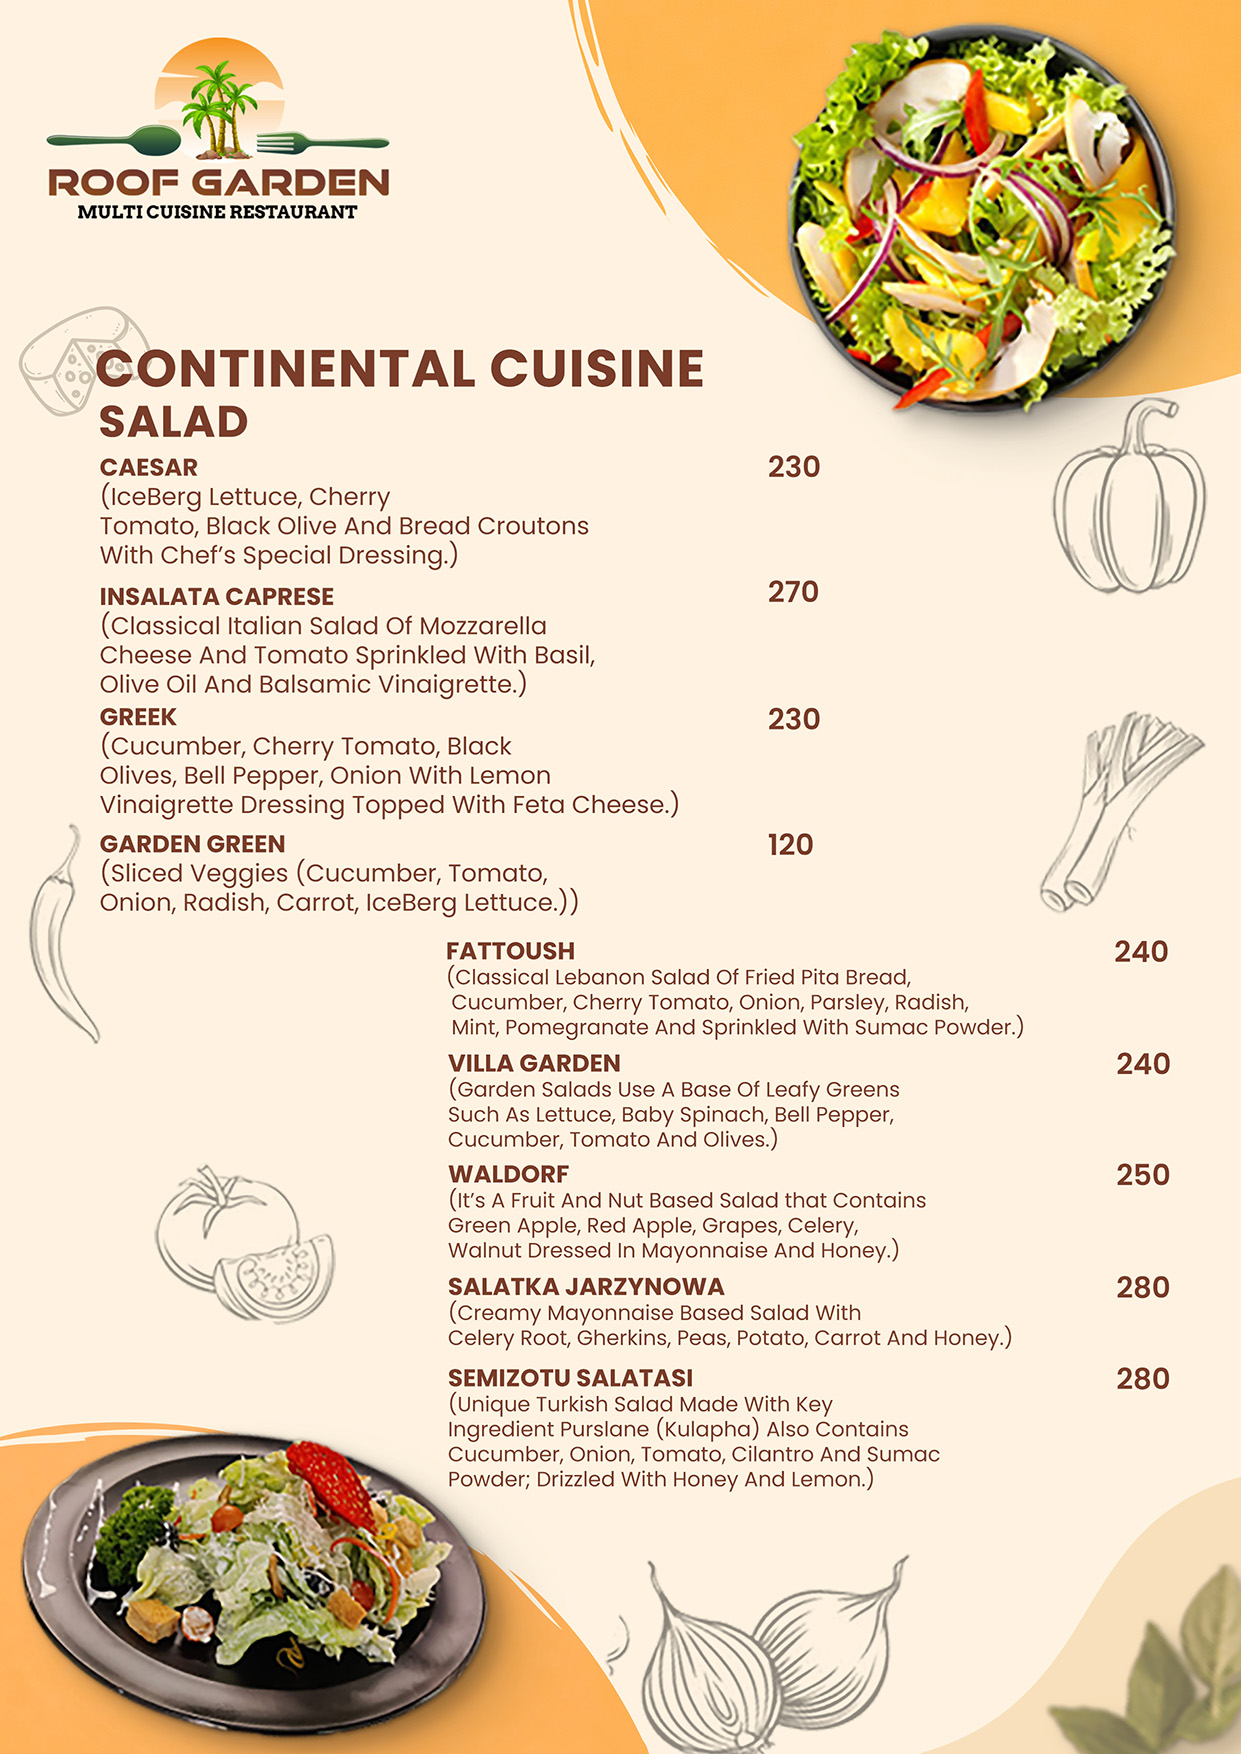 ROOF GARDEN
MULTI CUISINE RESTAURANT
CONTINENTAL CUISINE
SALAD
CAESAR 230
(IceBerg Lettuce, Cherry
Tomato, Black Olive And Bread Croutons
With Chef's Special Dressing.)
INSALATA CAPRESE 270
(Classical Italian Salad Of Mozzarella
Cheese And Tomato Sprinkled With Basil,
Olive Oil And Balsamic Vinaigrette.)
GREEK 230
(Cucumber, Cherry Tomato, Black
Olives, Bell Pepper, Onion With Lemon
Vinaigrette Dressing Topped With Feta Cheese.)
GARDEN GREEN 120
(Sliced Veggies (Cucumber, Tomato,
Onion, Radish, Carrot, IceBerg Lettuce.))
FATTOUSH 240
(Classical Lebanon Salad Of Fried Pita Bread,
Cucumber, Cherry Tomato, Onion, Parsley, Radish,
Mint, Pomegranate And Sprinkled With Sumac Powder.)
VILLA GARDEN 240
(Garden Salads Use A Base Of Leafy Greens
Such As Lettuce, Baby Spinach, Bell Pepper,
Cucumber, Tomato And Olives.)
WALDORF 250
(It's A Fruit And Nut Based Salad that Contains
Green Apple, Red Apple, Grapes, Celery,
Walnut Dressed In Mayonnaise And Honey.)
SALATKA JARZYNOWA 280
(Creamy Mayonnaise Based Salad With
Celery Root, Gherkins, Peas, Potato, Carrot And Honey.)
SEMIZOTU SALATASI 280
(Unique Turkish Salad Made With Key
Ingredient Purslane (Kulapha) Also Contains
Cucumber, Onion, Tomato, Cilantro And Sumac
Powder; Drizzled With Honey And Lemon.)